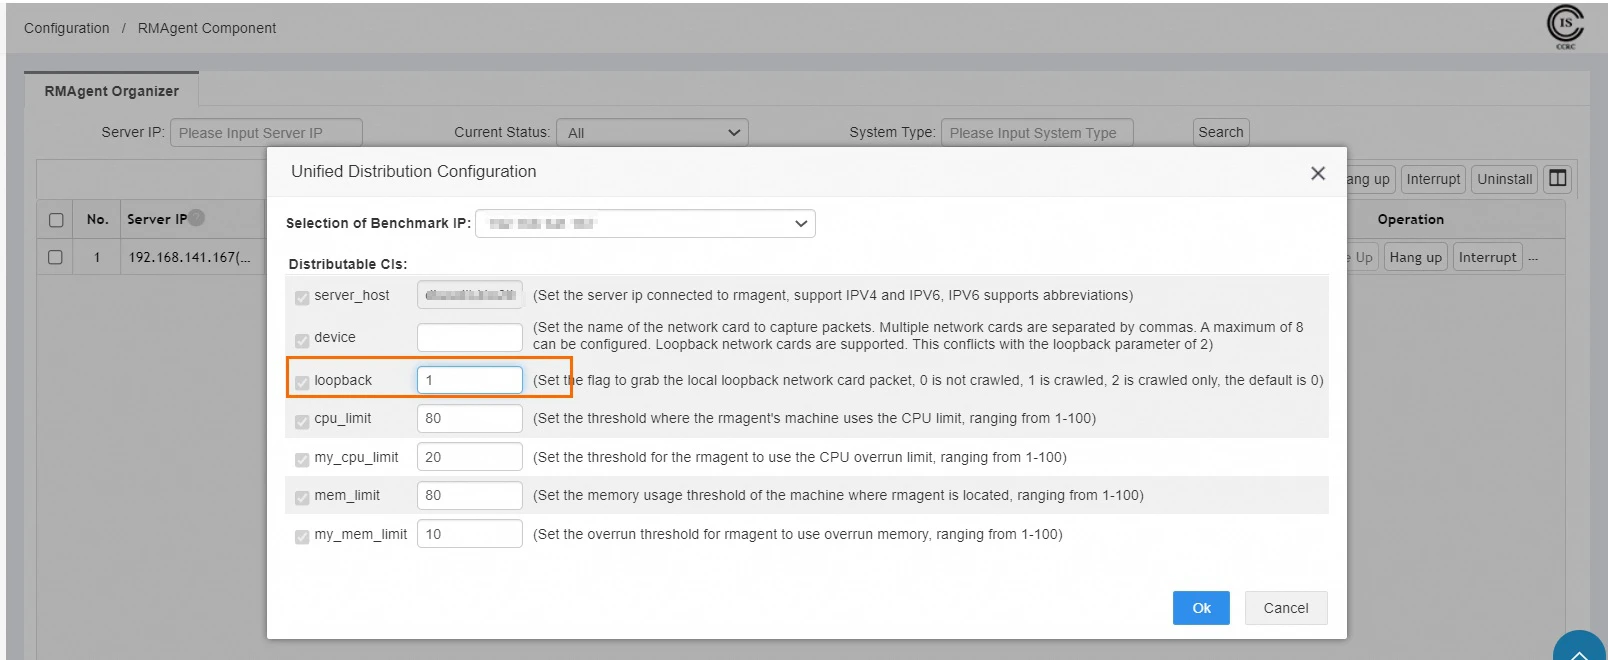 Configuration / RMAgent Component
IS
CCRC
RMAgent Organizer
Server IP: Please Input Server IP Current Status: All System Type: Please Input System Type Search
ang up Interrupt Uninstall
No. Server IP Operation
1 192.168.141.167(... e Up Hang up Interrupt ...
Unified Distribution Configuration
Selection of Benchmark IP:
Distributable CIs:
server_host (Set the server ip connected to rmagent, support IPV4 and IPV6, IPV6 supports abbreviations)
device (Set the name of the network card to capture packets. Multiple network cards are separated by commas. A maximum of 8
can be configured. Loopback network cards are supported. This conflicts with the loopback parameter of 2)
loopback 1 (Set the flag to grab the local loopback network card packet, 0 is not crawled, 1 is crawled, 2 is crawled only, the default is 0)
cpu_limit 80 (Set the threshold where the rmagent's machine uses the CPU limit, ranging from 1-100)
my_cpu_limit 20 (Set the threshold for the rmagent to use the CPU overrun limit, ranging from 1-100)
mem_limit 80 (Set the memory usage threshold of the machine where rmagent is located, ranging from 1-100)
my_mem_limit 10 (Set the overrun threshold for rmagent to use overrun memory, ranging from 1-100)
Ok Cancel